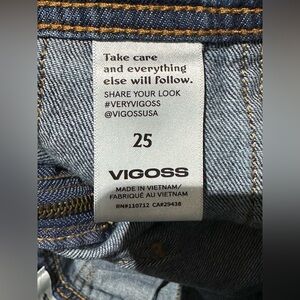 Take care
and everything
else will follow.
SHARE YOUR LOOK
#VERYVIGOSS
@VIGOSSUSA
25
VIGOSS
MADE IN VIETNAM/
FABRIQUÉ AU VIETNAM
RN#110712 CA#29438